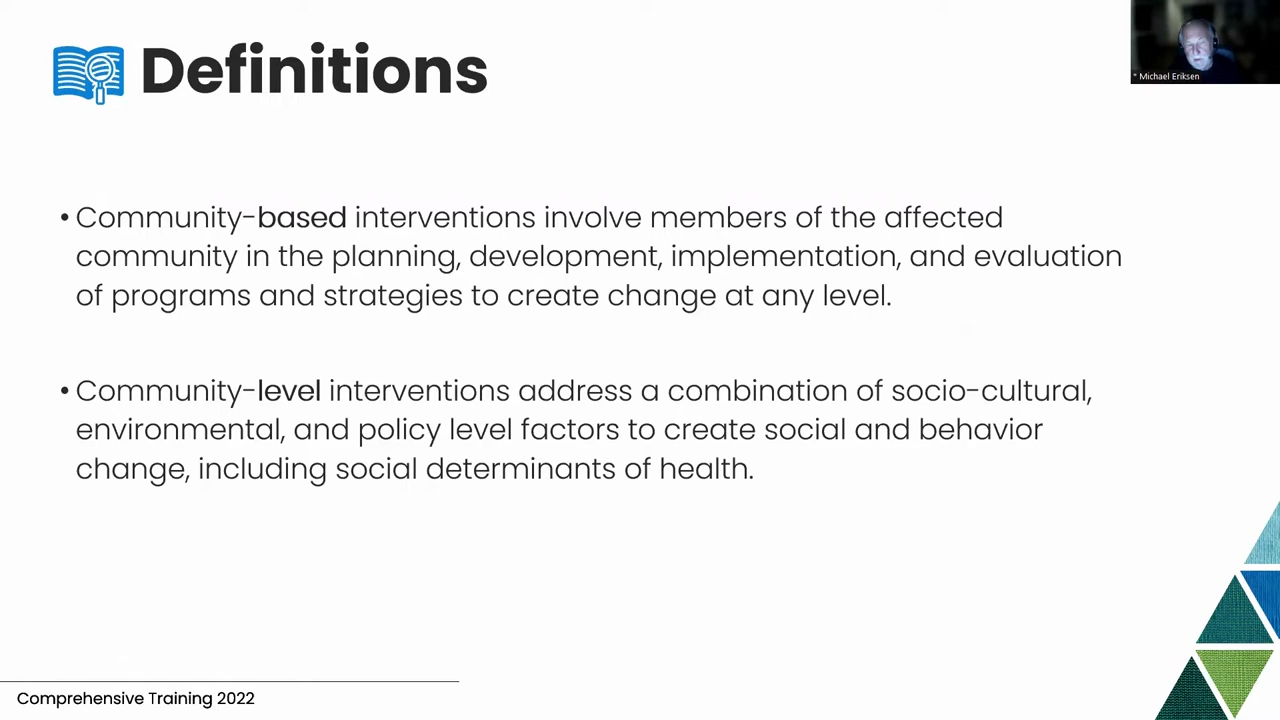 Definitions
* Michael Eriksen
• Community-based interventions involve members of the affected
community in the planning, development, implementation, and evaluation
of programs and strategies to create change at any level.
• Community-level interventions address a combination of socio-cultural,
environmental, and policy level factors to create social and behavior
change, including social determinants of health.
Comprehensive Training 2022